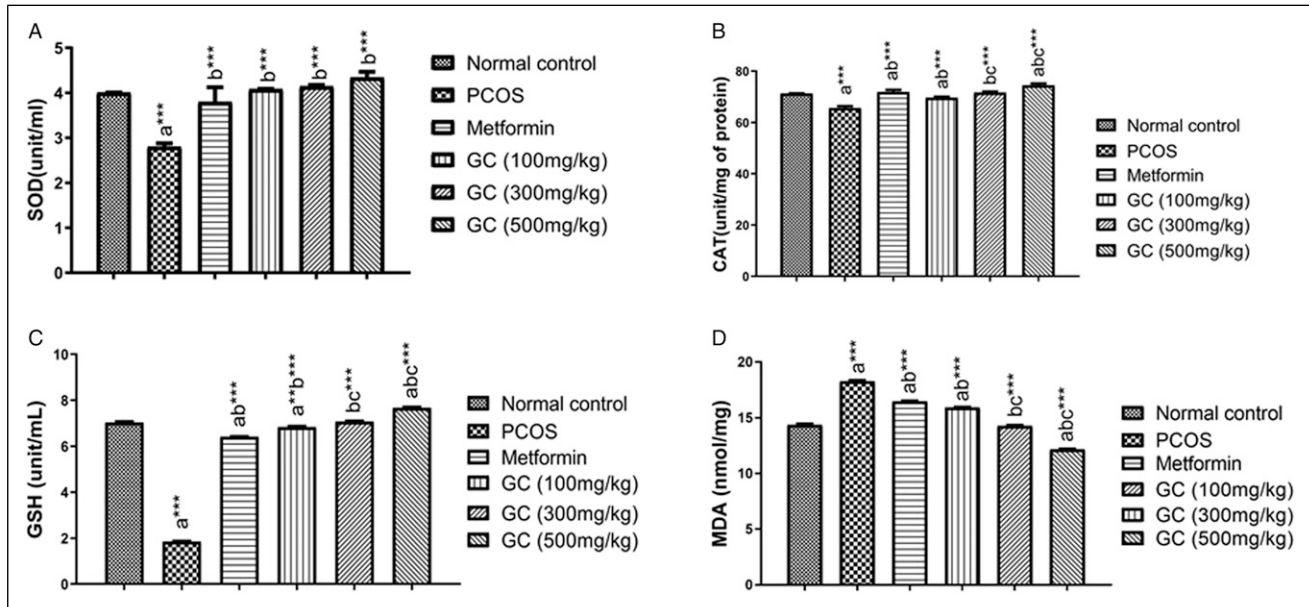 A
SOD(unit/ml)
5
4
3
2
1
0
a***
b***
b***
b***
b***
Normal control
PCOS
Metformin
GC (100mg/kg)
GC (300mg/kg)
GC (500mg/kg)
B
CAT(unit/mg of protein)
80
60
40
20
0
a***
ab***
ab***
bc***
abc***
Normal control
PCOS
Metformin
GC (100mg/kg)
GC (300mg/kg)
GC (500mg/kg)
C
GSH (unit/mL)
10
8
6
4
2
0
a***
ab***
a**b***
bc***
abc***
Normal control
PCOS
Metformin
GC (100mg/kg)
GC (300mg/kg)
GC (500mg/kg)
D
MDA (nmol/mg)
20
15
10
5
0
a***
ab***
ab***
bc***
abc***
Normal control
PCOS
Metformin
GC (100mg/kg)
GC (300mg/kg)
GC (500mg/kg)